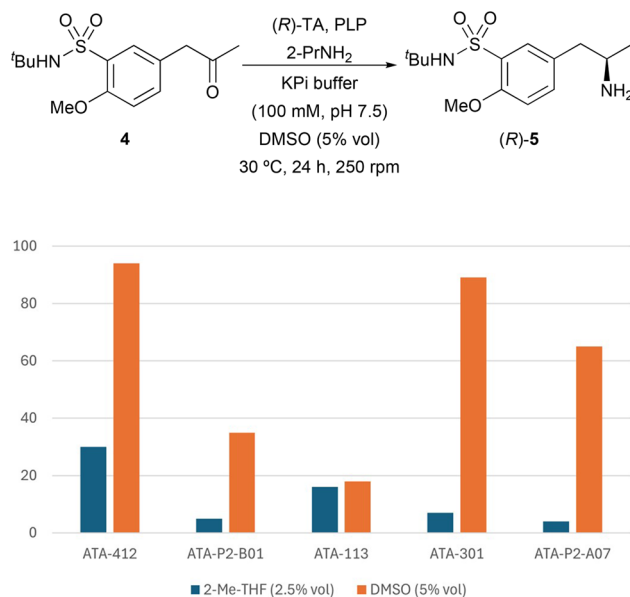 (R)-TA, PLP
2-PrNH₂
KPi buffer
(100 mM, pH 7.5)
DMSO (5% vol)
30 ºC, 24 h, 250 rpm
O O
S
ᵗBuHN
MeO
O
4
O O
S
ᵗBuHN
MeO
NH₂
(R)-5
100
80
60
40
20
0
ATA-412 ATA-P2-B01 ATA-113 ATA-301 ATA-P2-A07
2-Me-THF (2.5% vol) DMSO (5% vol)